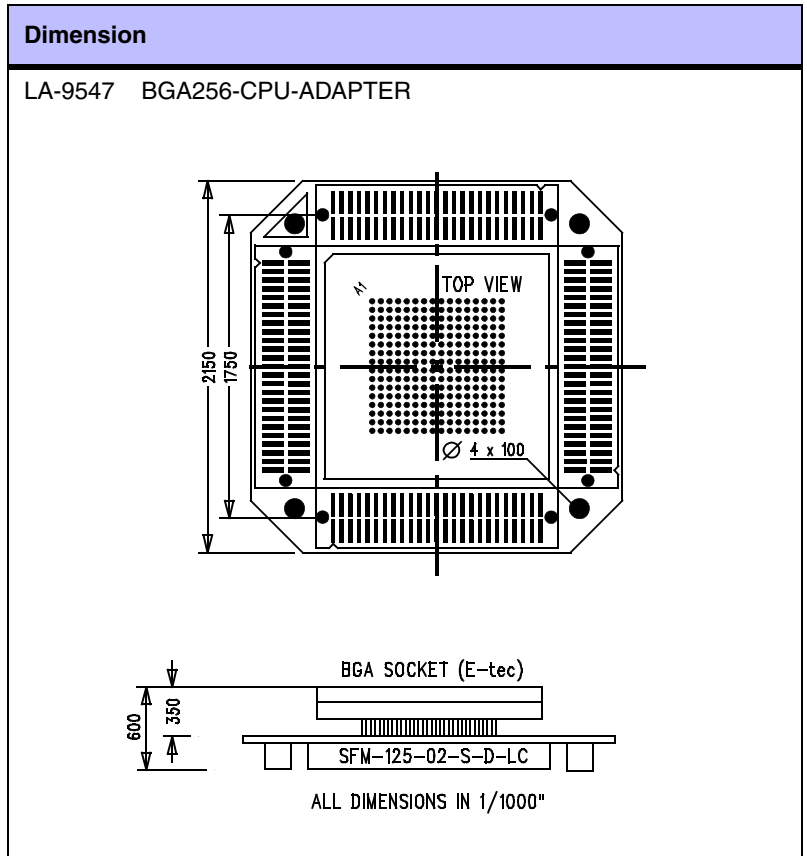 Dimension
LA-9547 BGA256-CPU-ADAPTER
A1
TOP VIEW
2150
1750
Ø 4 x 100
BGA SOCKET (E-tec)
600
350
SFM-125-02-S-D-LC
ALL DIMENSIONS IN 1/1000"